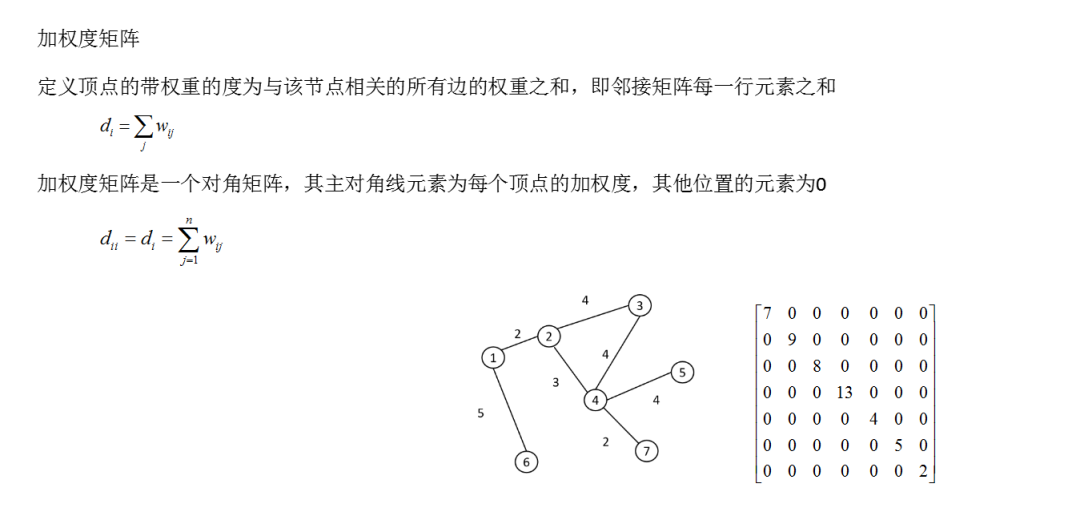 加权度矩阵
定义顶点的带权重的度为与该节点相关的所有边的权重之和，即邻接矩阵每一行元素之和
d_i = ∑_j w_{ij}
加权度矩阵是一个对角矩阵，其主对角线元素为每个顶点的加权度，其他位置的元素为0
d_{ii} = d_i = ∑_{j=1}^{n} w_{ij}
4
3
2
2
1
4
5
3
4
4
5
2
7
6
7 0 0 0 0 0 0
0 9 0 0 0 0 0
0 0 8 0 0 0 0
0 0 0 13 0 0 0
0 0 0 0 4 0 0
0 0 0 0 0 5 0
0 0 0 0 0 0 2